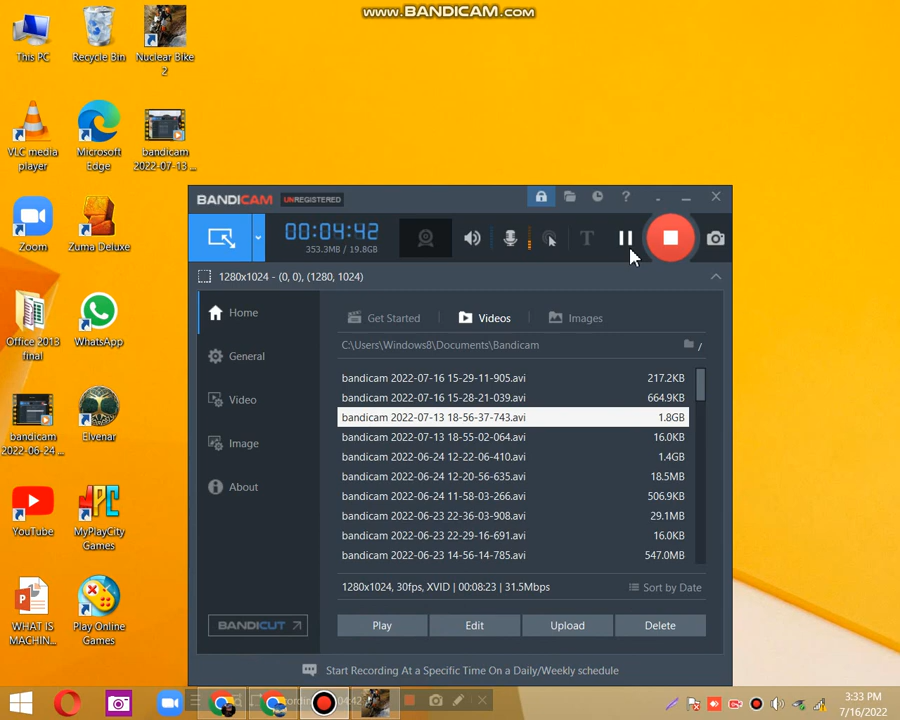 www.BANDICAM.com
This PC
Recycle Bin
Nuclear Bike
2
VLC media
player
Microsoft
Edge
bandicam
2022-07-13 ...
Zoom
Zuma Deluxe
Office 2013
final
WhatsApp
bandicam
2022-06-24 ...
Elvenar
YouTube
MyPlayCity
Games
WHAT IS
MACHIN...
Play Online
Games
BANDICAM UNREGISTERED
00:04:42
353.3MB / 19.8GB
1280x1024 - (0, 0), (1280, 1024)
Home
General
Video
Image
About
BANDICUT
Get Started
Videos
Images
C:\Users\Windows8\Documents\Bandicam
bandicam 2022-07-16 15-29-11-905.avi 217.2KB
bandicam 2022-07-16 15-28-21-039.avi 664.9KB
bandicam 2022-07-13 18-56-37-743.avi 1.8GB
bandicam 2022-07-13 18-55-02-064.avi 16.0KB
bandicam 2022-06-24 12-22-06-410.avi 1.4GB
bandicam 2022-06-24 12-20-56-635.avi 18.5MB
bandicam 2022-06-24 11-58-03-266.avi 506.9KB
bandicam 2022-06-23 22-36-03-908.avi 29.1MB
bandicam 2022-06-23 22-29-16-691.avi 16.0KB
bandicam 2022-06-23 14-56-14-785.avi 547.0MB
1280x1024, 30fps, XVID | 00:08:23 | 31.5Mbps
Sort by Date
Play
Edit
Upload
Delete
Start Recording At a Specific Time On a Daily/Weekly schedule
3:33 PM
7/16/2022